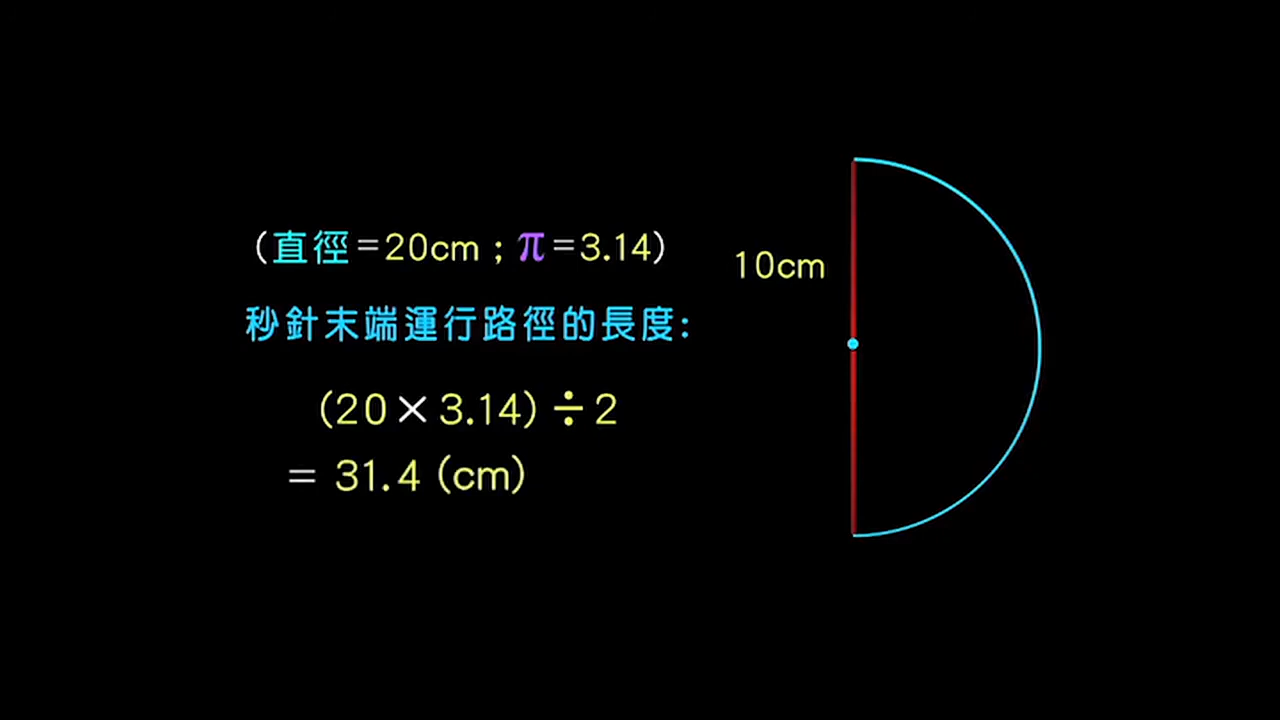 (直徑=20cm；π=3.14)
10cm
秒針末端運行路徑的長度:
(20×3.14)÷2
= 31.4 (cm)